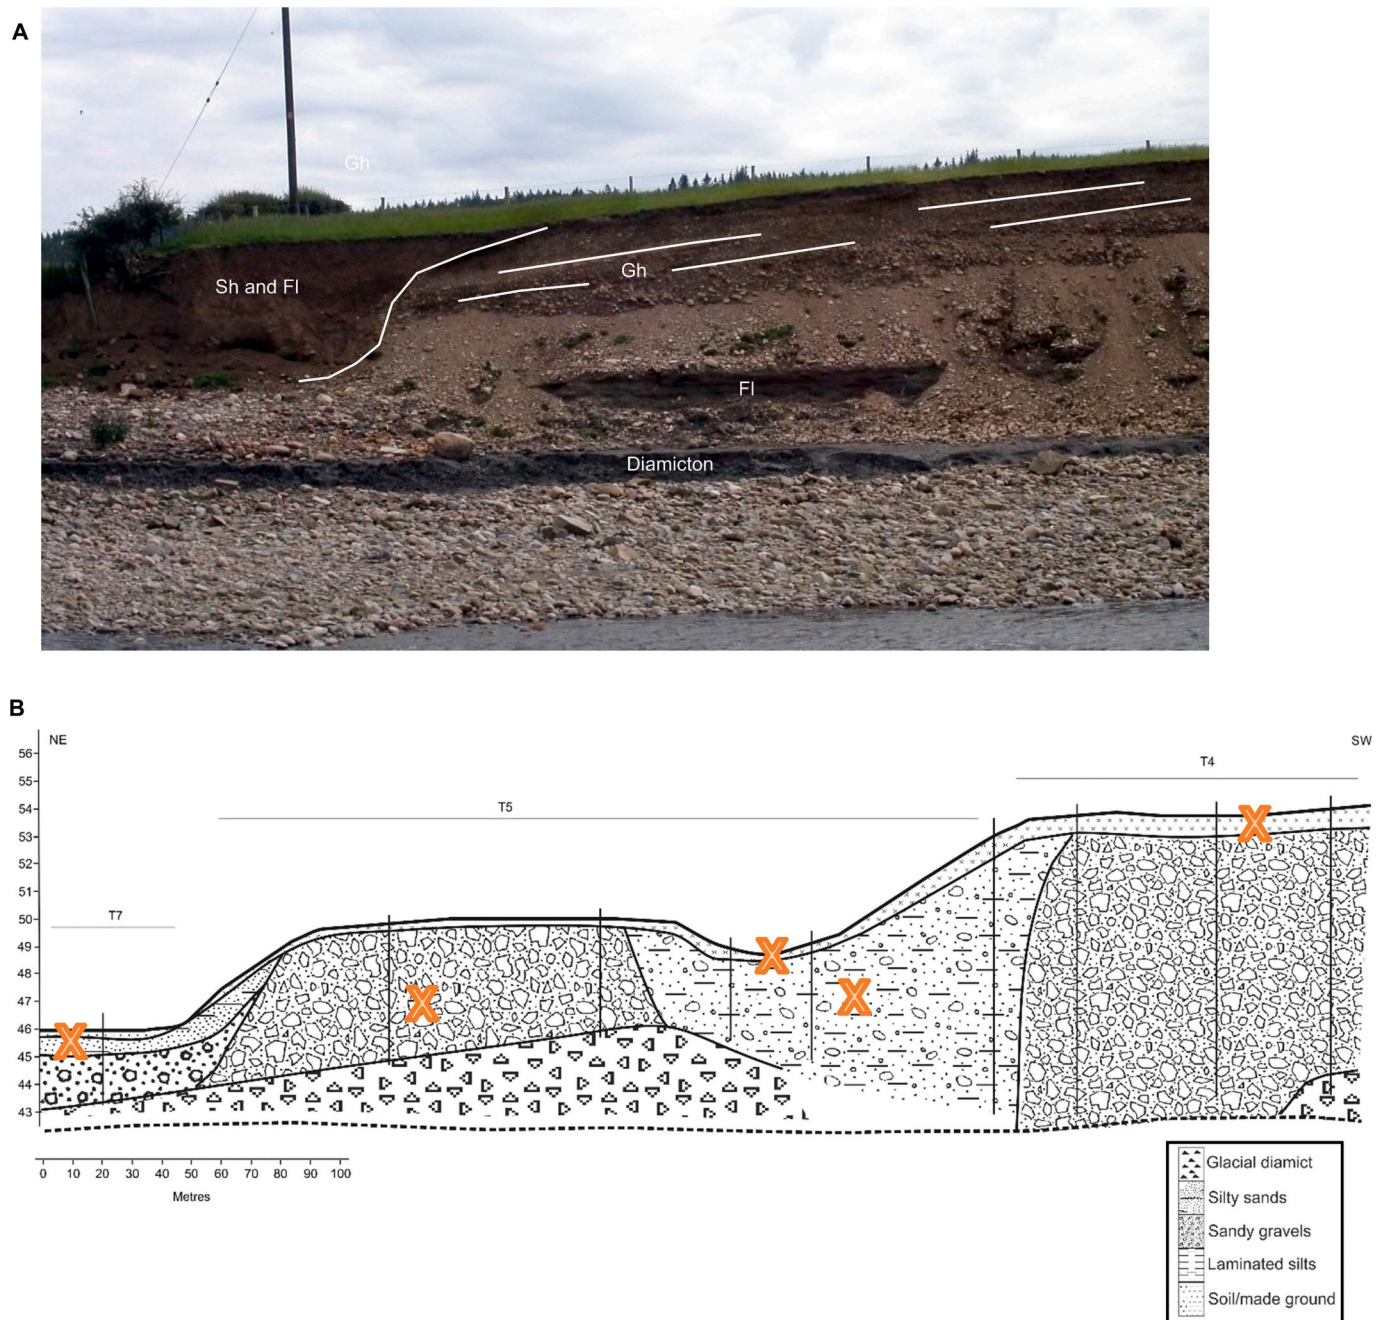 A
Gh
Sh and Fl
Gh
Fl
Diamicton
B
NE
SW
56
55
54
53
52
51
50
49
48
47
46
45
44
43
T4
T5
T7
0 10 20 30 40 50 60 70 80 90 100
Metres
Glacial diamict
Silty sands
Sandy gravels
Laminated silts
Soil/made ground